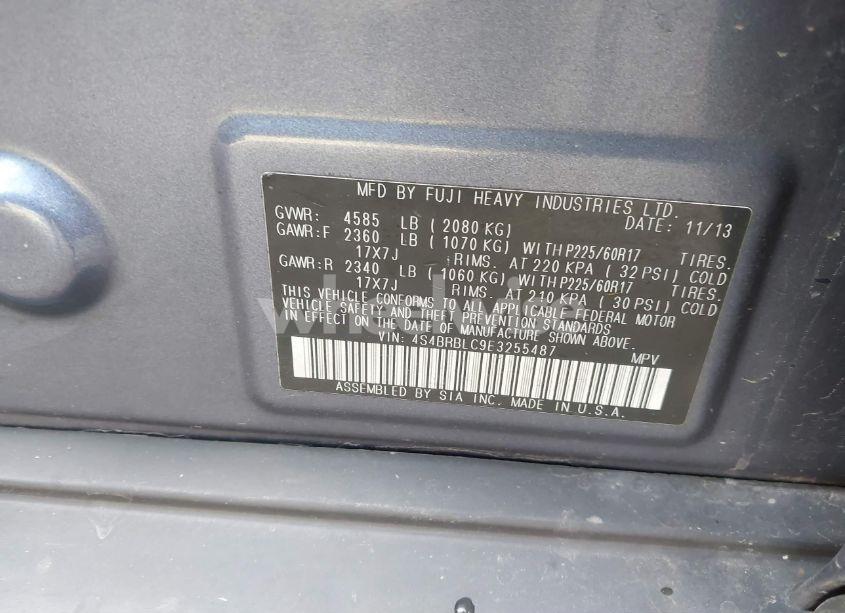 MFD BY FUJI HEAVY INDUSTRIES LTD.
GVWR: 4585 LB ( 2080 KG) DATE: 11/13
GAWR:F 2360 LB ( 1070 KG) WITH P225/60R17 TIRES.
17X7J RIMS. AT 220 KPA ( 32 PSI) COLD
GAWR:R 2340 LB ( 1060 KG) WITH P225/60R17 TIRES.
17X7J RIMS. AT 210 KPA ( 30 PSI) COLD
THIS VEHICLE CONFORMS TO ALL APPLICABLE FEDERAL MOTOR
VEHICLE SAFETY AND THEFT PREVENTION STANDARDS
IN EFFECT ON THE DATE OF MANUFACTURE SHOWN ABOVE.
VIN: 4S4BRBLC9E3255487 MPV
ASSEMBLED BY SIA INC. MADE IN U.S.A.